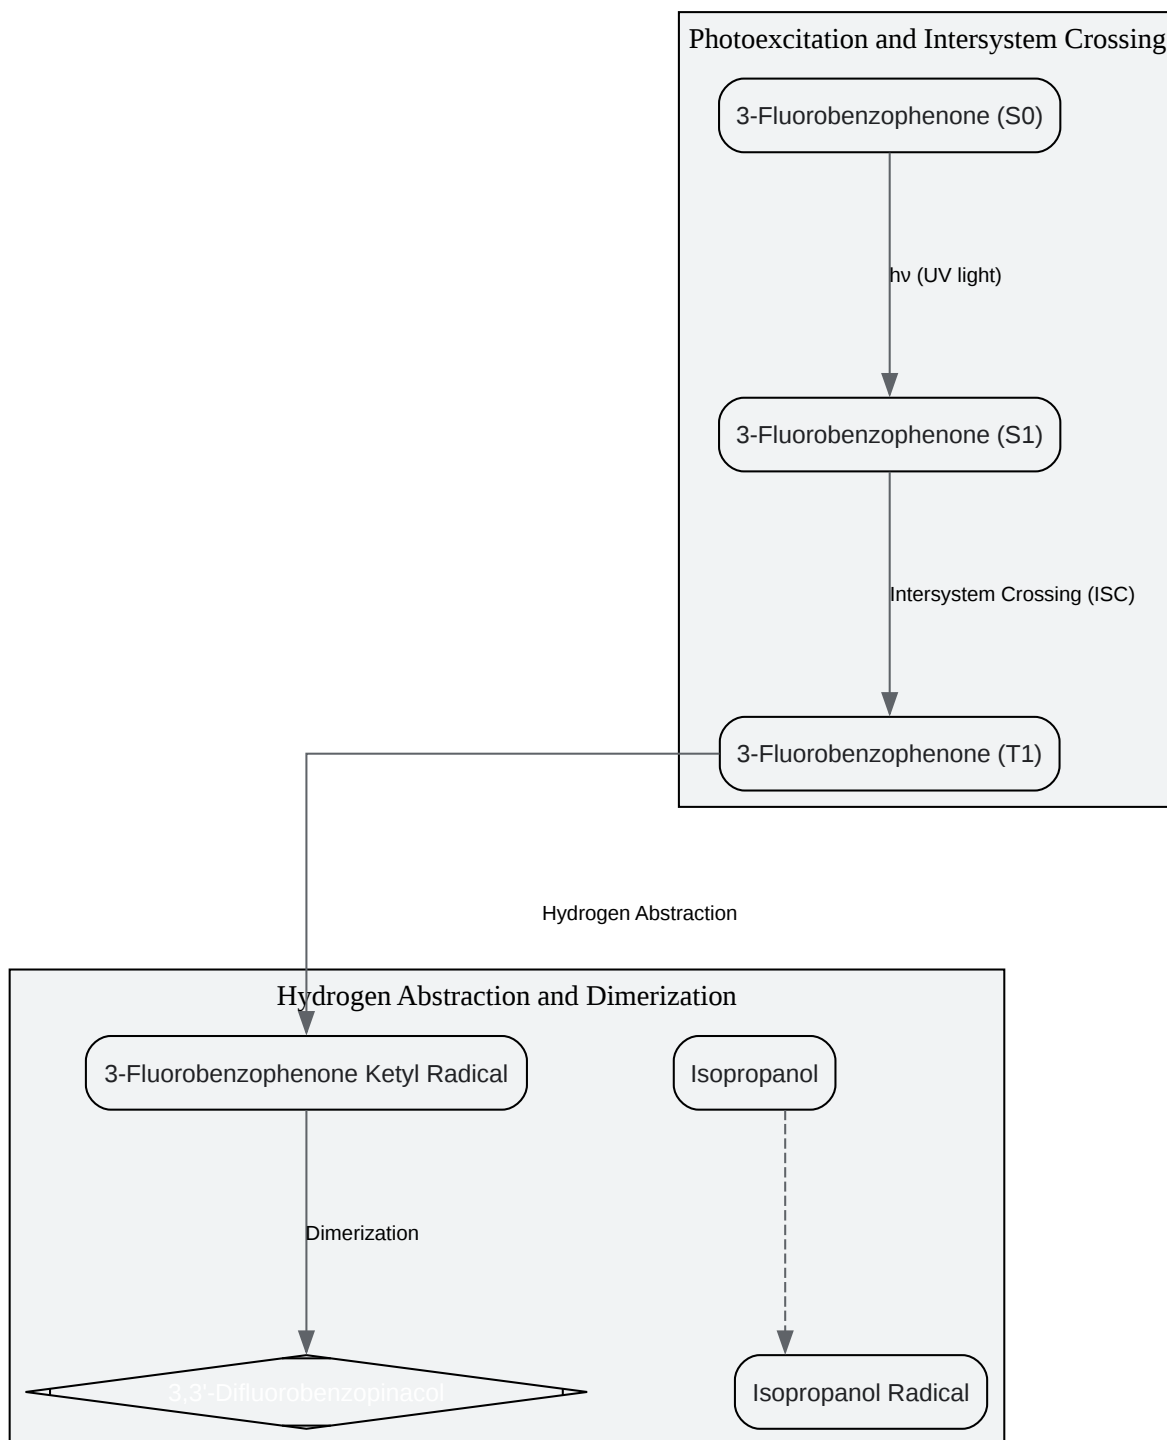 Photoexcitation and Intersystem Crossing
3-Fluorobenzophenone (S0)
hν (UV light)
3-Fluorobenzophenone (S1)
Intersystem Crossing (ISC)
3-Fluorobenzophenone (T1)
Hydrogen Abstraction
Hydrogen Abstraction and Dimerization
3-Fluorobenzophenone Ketyl Radical
Isopropanol
Dimerization
3,3'-Difluorobenzopinacol
Isopropanol Radical